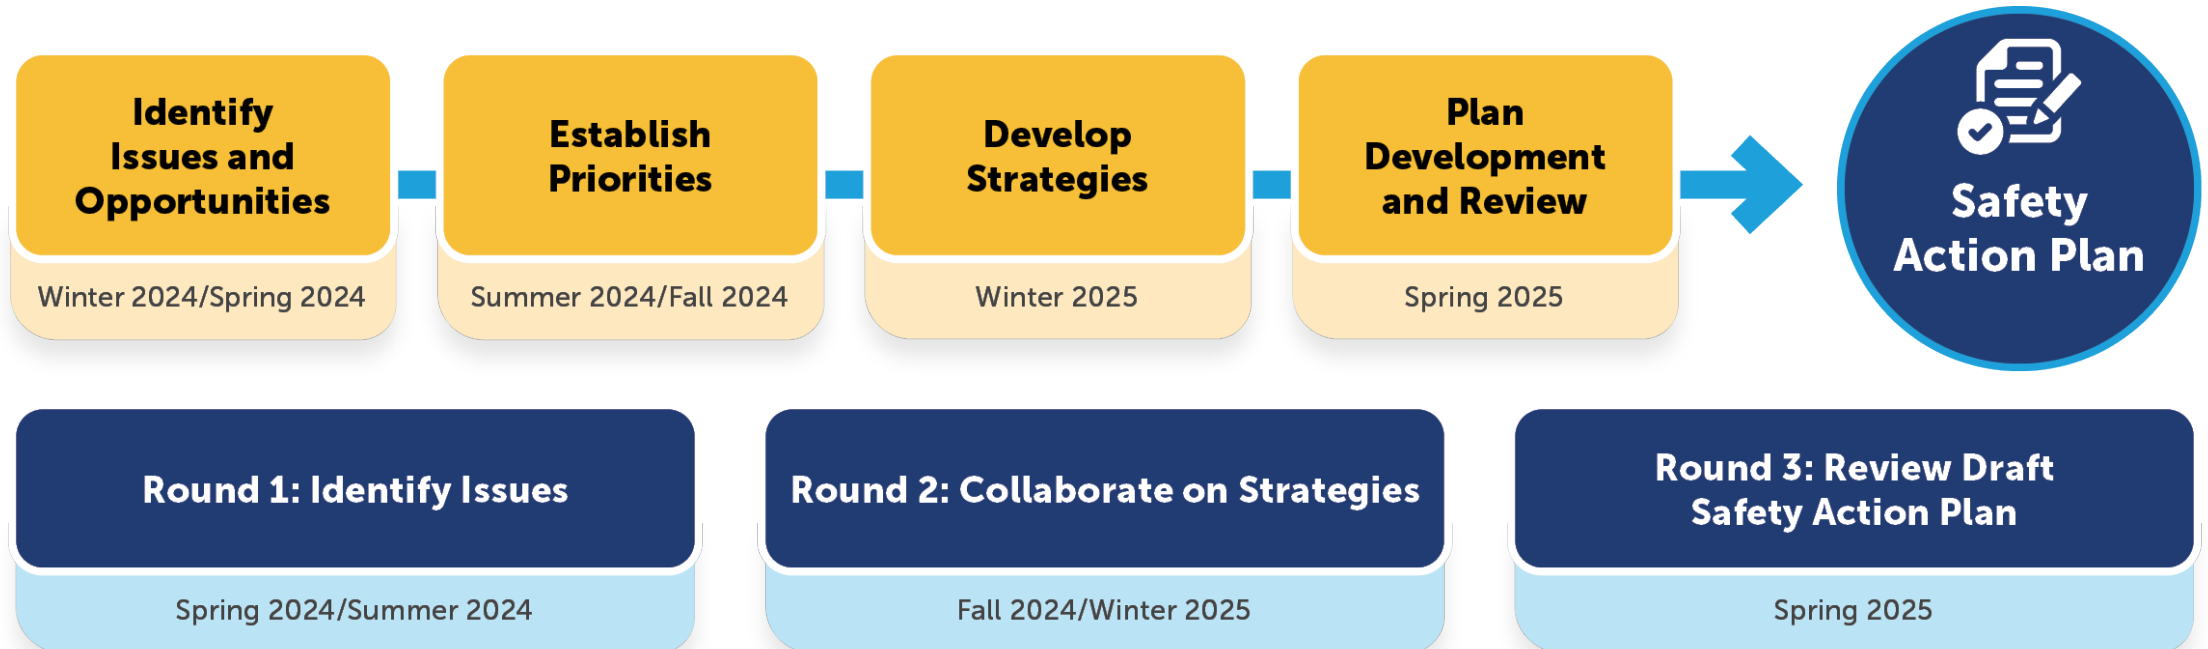 Identify
Issues and
Opportunities
Winter 2024/Spring 2024
Establish
Priorities
Summer 2024/Fall 2024
Develop
Strategies
Winter 2025
Plan
Development
and Review
Spring 2025
Safety
Action Plan
Round 1: Identify Issues
Spring 2024/Summer 2024
Round 2: Collaborate on Strategies
Fall 2024/Winter 2025
Round 3: Review Draft
Safety Action Plan
Spring 2025